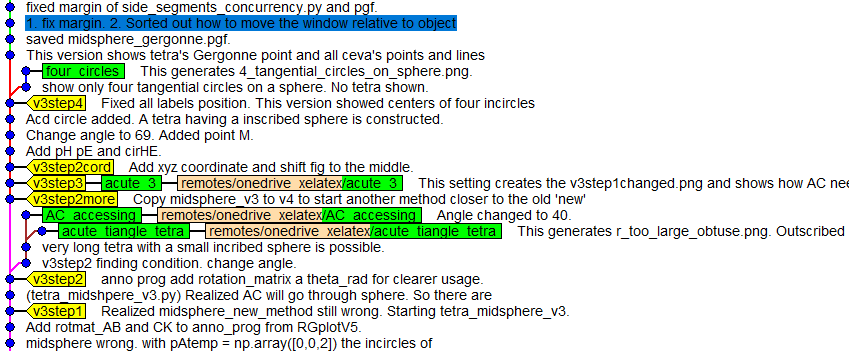 fixed margin of side_segments_concurrency.py and pgf.
1. fix margin. 2. Sorted out how to move the window relative to object
saved midsphere_gergonne.pgf.
This version shows tetra's Gergonne point and all ceva's points and lines
four_circles This generates 4_tangential_circles_on_sphere.png.
show only four tangential circles on a sphere. No tetra shown.
v3step4 Fixed all labels position. This version showed centers of four incircles
Acd circle added. A tetra having a inscribed sphere is constructed.
Change angle to 69. Added point M.
Add pH pE and cirHE.
v3step2cord Add xyz coordinate and shift fig to the middle.
v3step3 acute_3 remotes/onedrive_xelatex/acute_3 This setting creates the v3step1changed.png and shows how AC nee
v3step2more Copy midsphere_v3 to v4 to start another method closer to the old 'new'
AC_accessing remotes/onedrive_xelatex/AC_accessing Angle changed to 40.
acute_tiangle_tetra remotes/onedrive_xelatex/acute_tiangle_tetra This generates r_too_large_obtuse.png. Outscribed
very long tetra with a small incribed sphere is possible.
v3step2 finding condition. change angle.
v3step2 anno prog add rotation_matrix a theta_rad for clearer usage.
(tetra_midshpere_v3.py) Realized AC will go through sphere. So there are
v3step1 Realized midsphere_new_method still wrong. Starting tetra_midsphere_v3.
Add rotmat_AB and CK to anno_prog from RGplotV5.
midsphere wrong. with pAtemp = np.array([0,0,2]) the incircles of